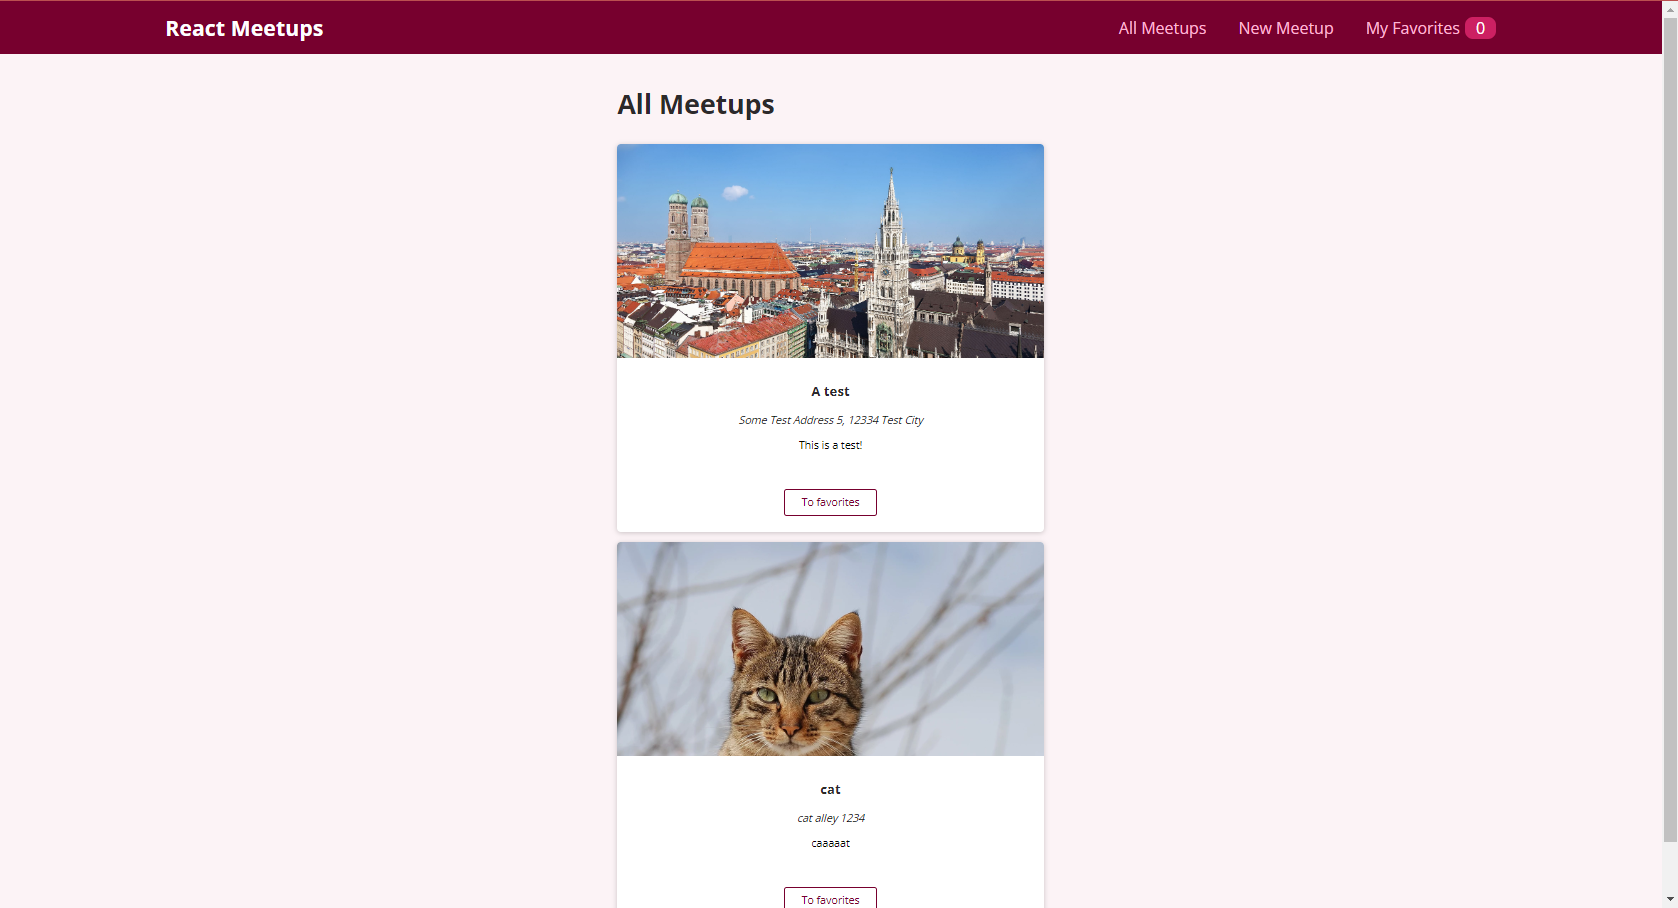 React Meetups
All Meetups
New Meetup
My Favorites 0
All Meetups
A test
Some Test Address 5, 12334 Test City
This is a test!
To favorites
cat
cat alley 1234
caaaaat
To favorites